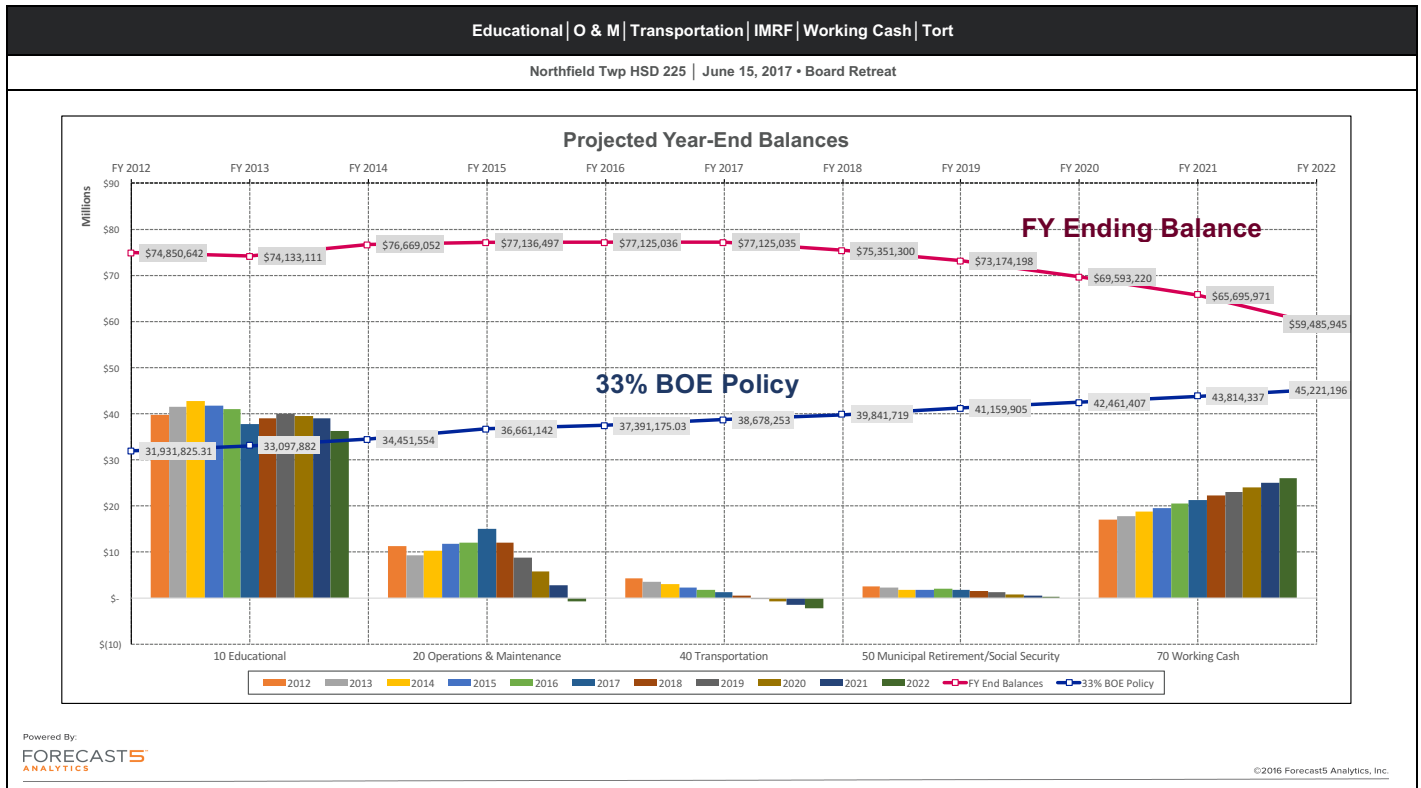 Educational│O & M│Transportation│IMRF│Working Cash│Tort
Northfield Twp HSD 225 │ June 15, 2017 • Board Retreat
Projected Year-End Balances
FY 2012 FY 2013 FY 2014 FY 2015 FY 2016 FY 2017 FY 2018 FY 2019 FY 2020 FY 2021 FY 2022
Millions
$90
$80
$70
$60
$50
$40
$30
$20
$10
$-
$(10)
FY Ending Balance
$74,850,642 $74,133,111 $76,669,052 $77,136,497 $77,125,036 $77,125,035 $75,351,300 $73,174,198 $69,593,220 $65,695,971 $59,485,945
33% BOE Policy
31,931,825.31 33,097,882 34,451,554 36,661,142 37,391,175.03 38,678,253 39,841,719 41,159,905 42,461,407 43,814,337 45,221,196
10 Educational 20 Operations & Maintenance 40 Transportation 50 Municipal Retirement/Social Security 70 Working Cash
2012 2013 2014 2015 2016 2017 2018 2019 2020 2021 2022 FY End Balances 33% BOE Policy
Powered By:
FORECAST5
ANALYTICS
©2016 Forecast5 Analytics, Inc.